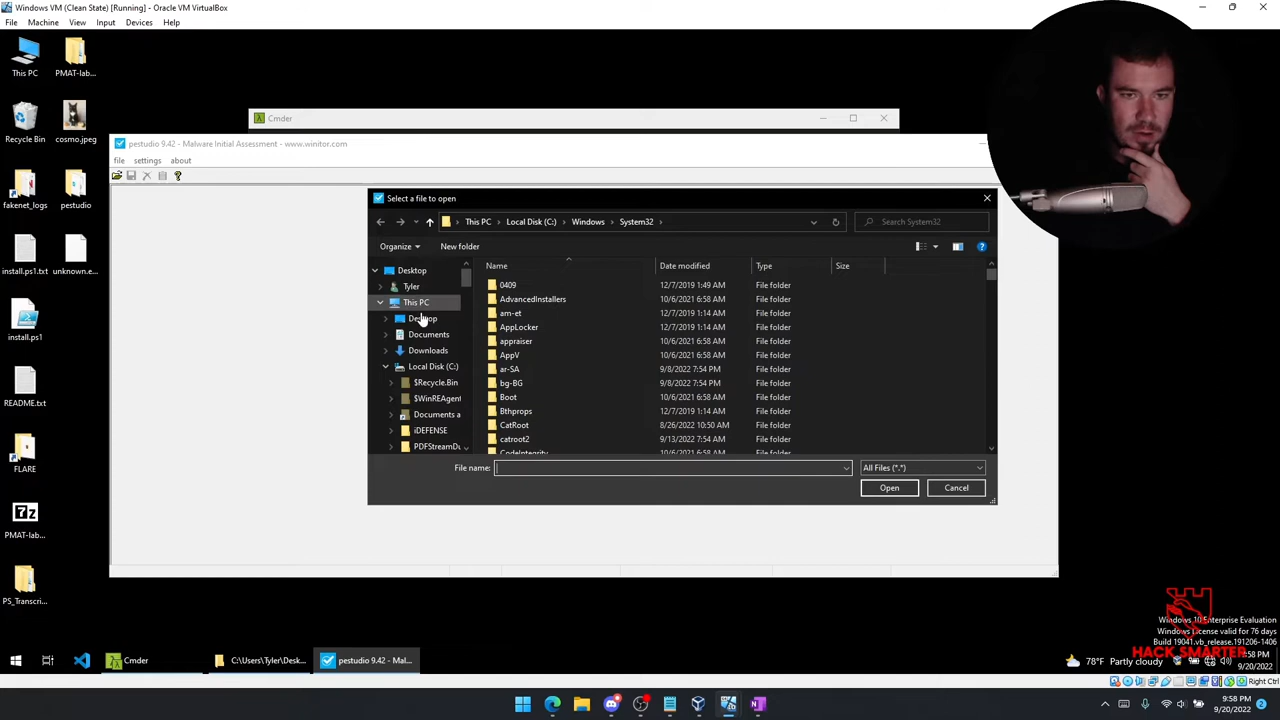 Windows VM (Clean State) [Running] - Oracle VM VirtualBox
File Machine View Input Devices Help
This PC
PMAT-lab...
Recycle Bin
cosmo.jpeg
fakenet_logs
pestudio
install.ps1.txt
unknown.e...
install.ps1
README.txt
FLARE
PMAT-lab...
PS_Transcri...
Cmder
pestudio 9.42 - Malware Initial Assessment - www.winitor.com
file settings about
Select a file to open
This PC > Local Disk (C:) > Windows > System32 >
Search System32
Organize New folder
Desktop
Tyler
This PC
Desktop
Documents
Downloads
Local Disk (C:)
$Recycle.Bin
$WinREAgent
Documents a
iDEFENSE
PDFStreamDu
Name Date modified Type Size
0409 12/7/2019 1:49 AM File folder
AdvancedInstallers 10/6/2021 6:58 AM File folder
am-et 12/7/2019 1:14 AM File folder
AppLocker 12/7/2019 1:14 AM File folder
appraiser 10/6/2021 6:58 AM File folder
AppV 10/6/2021 6:58 AM File folder
ar-SA 9/8/2022 7:54 PM File folder
bg-BG 9/8/2022 7:54 PM File folder
Boot 10/6/2021 6:58 AM File folder
Bthprops 12/7/2019 1:14 AM File folder
CatRoot 8/26/2022 10:50 AM File folder
catroot2 9/13/2022 7:54 AM File folder
CodeIntegrity 10/6/2021 6:58 AM File folder
File name:
All Files (*.*)
Open Cancel
Windows 10 Enterprise Evaluation
Windows License valid for 76 days
Build 19041.vb_release.191206-1406
HACK SMARTER
Cmder
C:\Users\Tyler\Desk...
pestudio 9.42 - Mal...
78°F Partly cloudy
:58 PM
9/20/2022
Right Ctrl
9:58 PM
9/20/2022